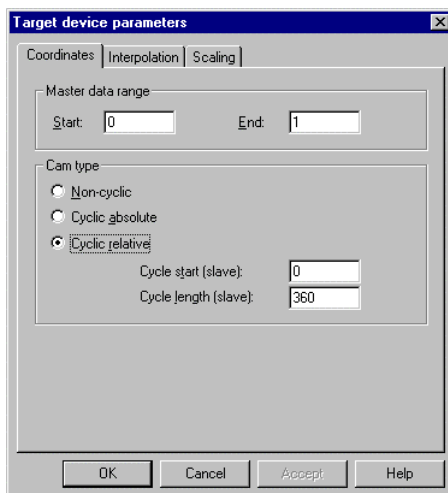 Target device parameters
Coordinates Interpolation Scaling
Master data range
Start: 0 End: 1
Cam type
Non-cyclic
Cyclic absolute
Cyclic relative
Cycle start (slave): 0
Cycle length (slave): 360
OK Cancel Accept Help